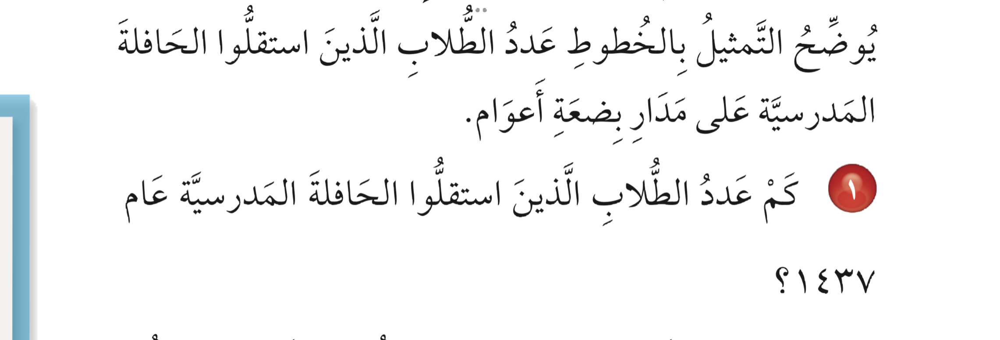 يُوضِّحُ التَّمثيلُ بِالخُطوطِ عَددُ الطُّلابِ الَّذينَ استقلُّوا الحَافلةَ
المَدرسيَّة عَلى مَدَارِ بِضعَةِ أَعوَام.
١ كَمْ عَددُ الطُّلابِ الَّذينَ استقلُّوا الحَافلةَ المَدرسيَّة عَام
١٤٣٧؟